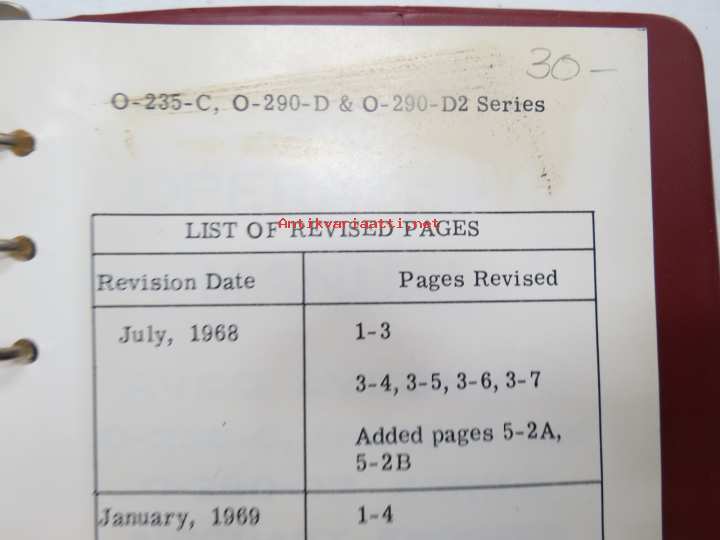 30-
O-235-C, O-290-D & O-290-D2 Series
LIST OF REVISED PAGES
Antikvariaatti.net
Revision Date Pages Revised
July, 1968 1-3
3-4, 3-5, 3-6, 3-7
Added pages 5-2A,
5-2B
January, 1969 1-4